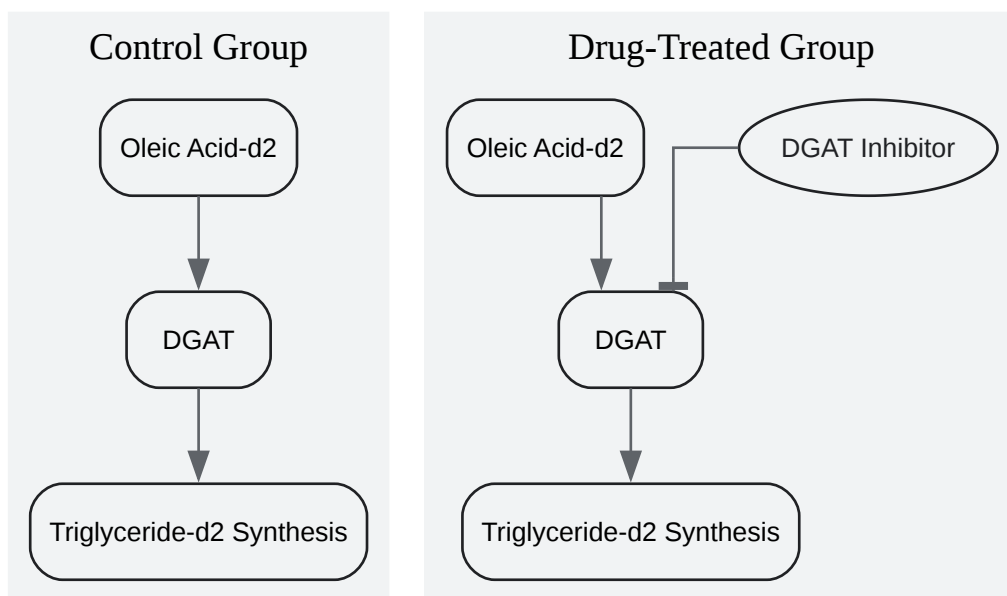 Control Group
Oleic Acid-d2
DGAT
Triglyceride-d2 Synthesis
Drug-Treated Group
Oleic Acid-d2
DGAT Inhibitor
DGAT
Triglyceride-d2 Synthesis